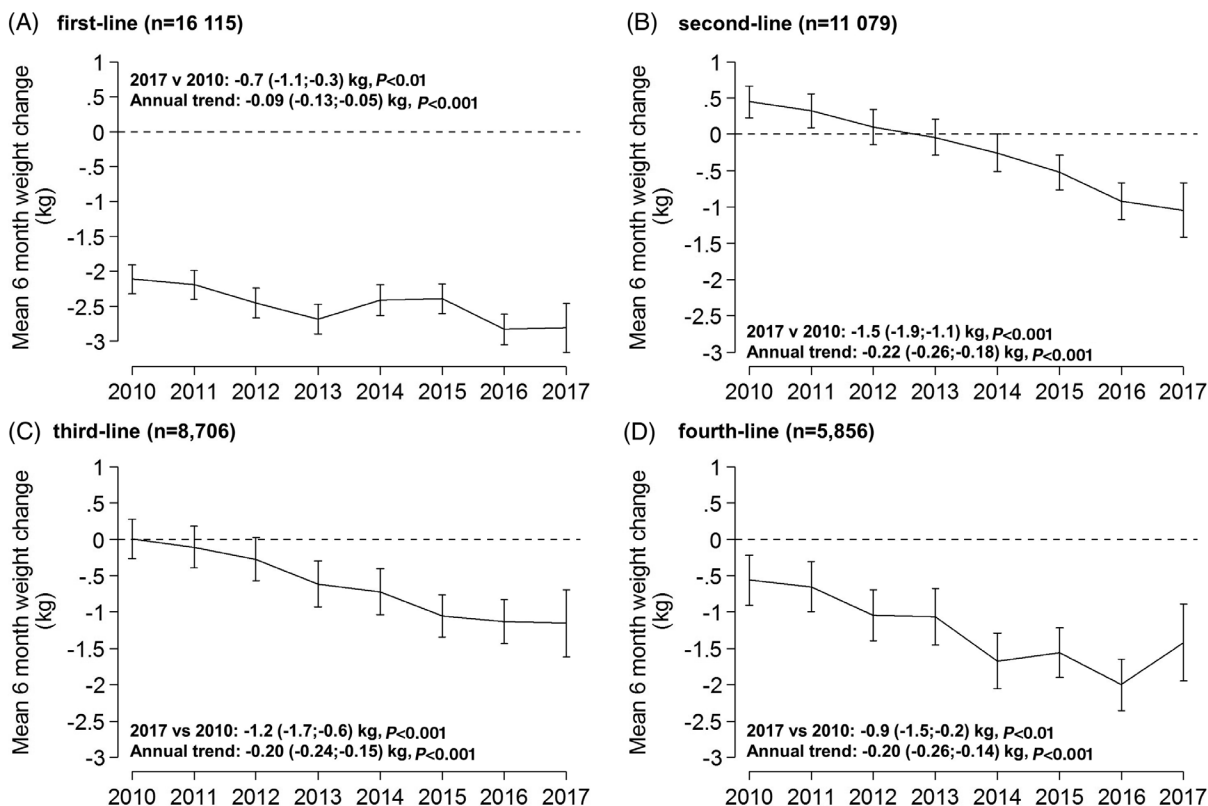 (A) first-line (n=16 115)
Mean 6 month weight change
(kg)
1
.5
0
-.5
-1
-1.5
-2
-2.5
-3
2017 v 2010: -0.7 (-1.1;-0.3) kg, P<0.01
Annual trend: -0.09 (-0.13;-0.05) kg, P<0.001
2010 2011 2012 2013 2014 2015 2016 2017
(B) second-line (n=11 079)
Mean 6 month weight change
(kg)
1
.5
0
-.5
-1
-1.5
-2
-2.5
-3
2017 v 2010: -1.5 (-1.9;-1.1) kg, P<0.001
Annual trend: -0.22 (-0.26;-0.18) kg, P<0.001
2010 2011 2012 2013 2014 2015 2016 2017
(C) third-line (n=8,706)
Mean 6 month weight change
(kg)
1
.5
0
-.5
-1
-1.5
-2
-2.5
-3
2017 vs 2010: -1.2 (-1.7;-0.6) kg, P<0.001
Annual trend: -0.20 (-0.24;-0.15) kg, P<0.001
2010 2011 2012 2013 2014 2015 2016 2017
(D) fourth-line (n=5,856)
Mean 6 month weight change
(kg)
1
.5
0
-.5
-1
-1.5
-2
-2.5
-3
2017 vs 2010: -0.9 (-1.5;-0.2) kg, P<0.01
Annual trend: -0.20 (-0.26;-0.14) kg, P<0.001
2010 2011 2012 2013 2014 2015 2016 2017